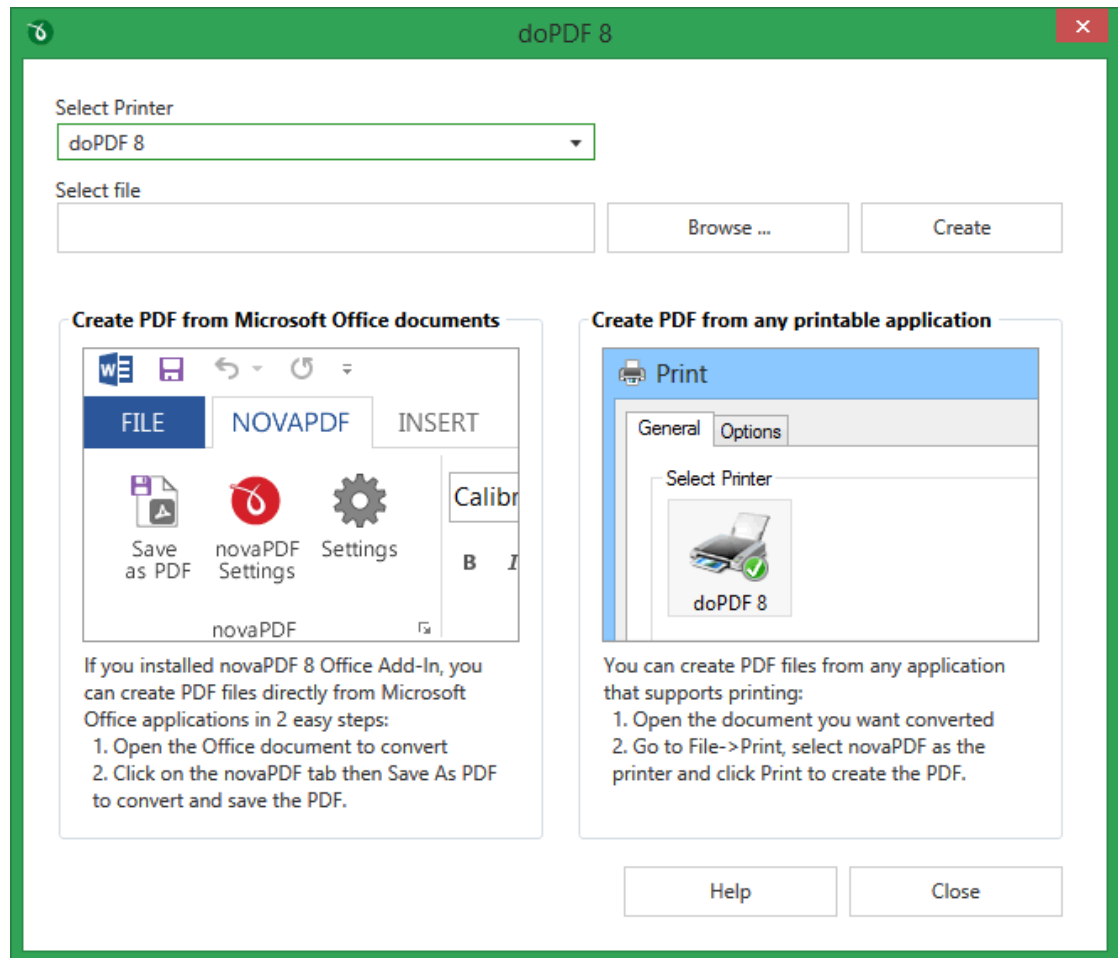 doPDF 8
Select Printer
doPDF 8
Select file
Browse ...
Create
Create PDF from Microsoft Office documents
FILE NOVAPDF INSERT
Save as PDF
novaPDF Settings
Settings
Calibr
B I
novaPDF
If you installed novaPDF 8 Office Add-In, you
can create PDF files directly from Microsoft
Office applications in 2 easy steps:
1. Open the Office document to convert
2. Click on the novaPDF tab then Save As PDF
to convert and save the PDF.
Create PDF from any printable application
Print
General Options
Select Printer
doPDF 8
You can create PDF files from any application
that supports printing:
1. Open the document you want converted
2. Go to File->Print, select novaPDF as the
printer and click Print to create the PDF.
Help
Close